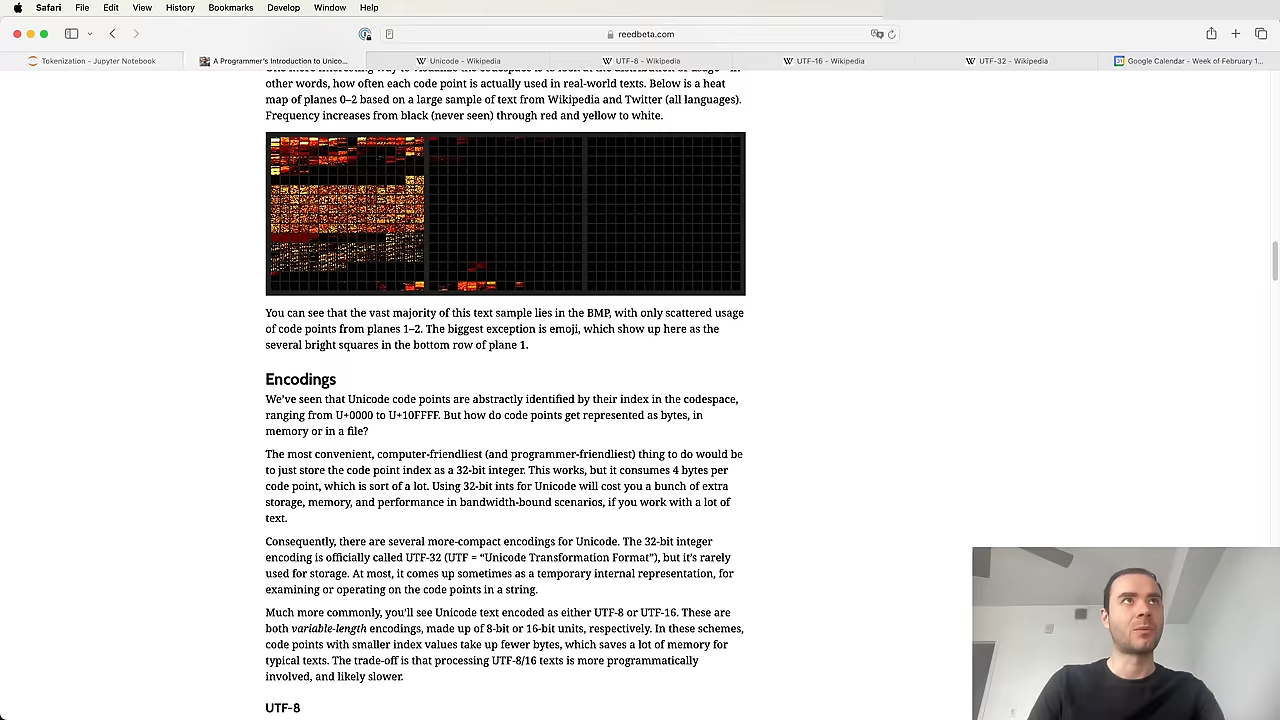 Safari File Edit View History Bookmarks Develop Window Help
reedbeta.com
Tokenization - Jupyter Notebook
A Programmer's Introduction to Unico...
Unicode - Wikipedia
UTF-8 - Wikipedia
UTF-16 - Wikipedia
UTF-32 - Wikipedia
Google Calendar - Week of February 1...
other words, how often each code point is actually used in real-world texts. Below is a heat
map of planes 0–2 based on a large sample of text from Wikipedia and Twitter (all languages).
Frequency increases from black (never seen) through red and yellow to white.
You can see that the vast majority of this text sample lies in the BMP, with only scattered usage
of code points from planes 1–2. The biggest exception is emoji, which show up here as the
several bright squares in the bottom row of plane 1.
Encodings
We've seen that Unicode code points are abstractly identified by their index in the codespace,
ranging from U+0000 to U+10FFFF. But how do code points get represented as bytes, in
memory or in a file?
The most convenient, computer-friendliest (and programmer-friendliest) thing to do would be
to just store the code point index as a 32-bit integer. This works, but it consumes 4 bytes per
code point, which is sort of a lot. Using 32-bit ints for Unicode will cost you a bunch of extra
storage, memory, and performance in bandwidth-bound scenarios, if you work with a lot of
text.
Consequently, there are several more-compact encodings for Unicode. The 32-bit integer
encoding is officially called UTF-32 (UTF = “Unicode Transformation Format”), but it's rarely
used for storage. At most, it comes up sometimes as a temporary internal representation, for
examining or operating on the code points in a string.
Much more commonly, you'll see Unicode text encoded as either UTF-8 or UTF-16. These are
both variable-length encodings, made up of 8-bit or 16-bit units, respectively. In these schemes,
code points with smaller index values take up fewer bytes, which saves a lot of memory for
typical texts. The trade-off is that processing UTF-8/16 texts is more programmatically
involved, and likely slower.
UTF-8